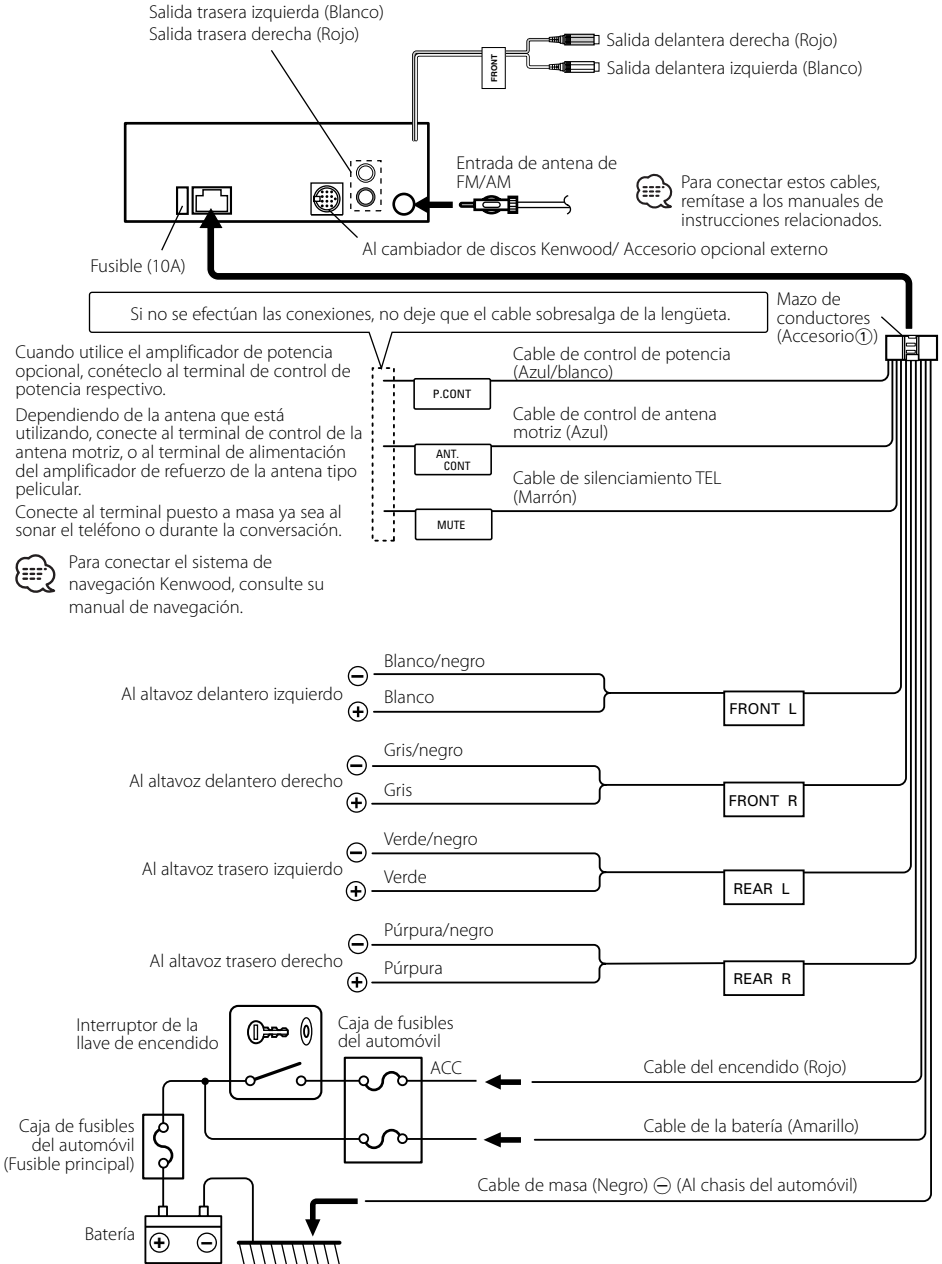 Salida trasera izquierda (Blanco)
Salida trasera derecha (Rojo)
FRONT
Salida delantera derecha (Rojo)
Salida delantera izquierda (Blanco)
Entrada de antena de
FM/AM
Para conectar estos cables,
remítase a los manuales de
instrucciones relacionados.
Al cambiador de discos Kenwood/ Accesorio opcional externo
Fusible (10A)
Si no se efectúan las conexiones, no deje que el cable sobresalga de la lengüeta.
Mazo de
conductores
(Accesorio①)
Cuando utilice el amplificador de potencia
opcional, conéteclo al terminal de control de
potencia respectivo.
Cable de control de potencia
(Azul/blanco)
P.CONT
Dependiendo de la antena que está
utilizando, conecte al terminal de control de la
antena motriz, o al terminal de alimentación
del amplificador de refuerzo de la antena tipo
pelicular.
Cable de control de antena
motriz (Azul)
ANT.
CONT
Conecte al terminal puesto a masa ya sea al
sonar el teléfono o durante la conversación.
Cable de silenciamiento TEL
(Marrón)
MUTE
Para conectar el sistema de
navegación Kenwood, consulte su
manual de navegación.
Al altavoz delantero izquierdo
⊖ Blanco/negro
⊕ Blanco
FRONT L
Al altavoz delantero derecho
⊖ Gris/negro
⊕ Gris
FRONT R
Al altavoz trasero izquierdo
⊖ Verde/negro
⊕ Verde
REAR L
Al altavoz trasero derecho
⊖ Púrpura/negro
⊕ Púrpura
REAR R
Interruptor de la
llave de encendido
Caja de fusibles
del automóvil
ACC
Cable del encendido (Rojo)
Caja de fusibles
del automóvil
(Fusible principal)
Cable de la batería (Amarillo)
Cable de masa (Negro) ⊖ (Al chasis del automóvil)
Batería
⊕ ⊖